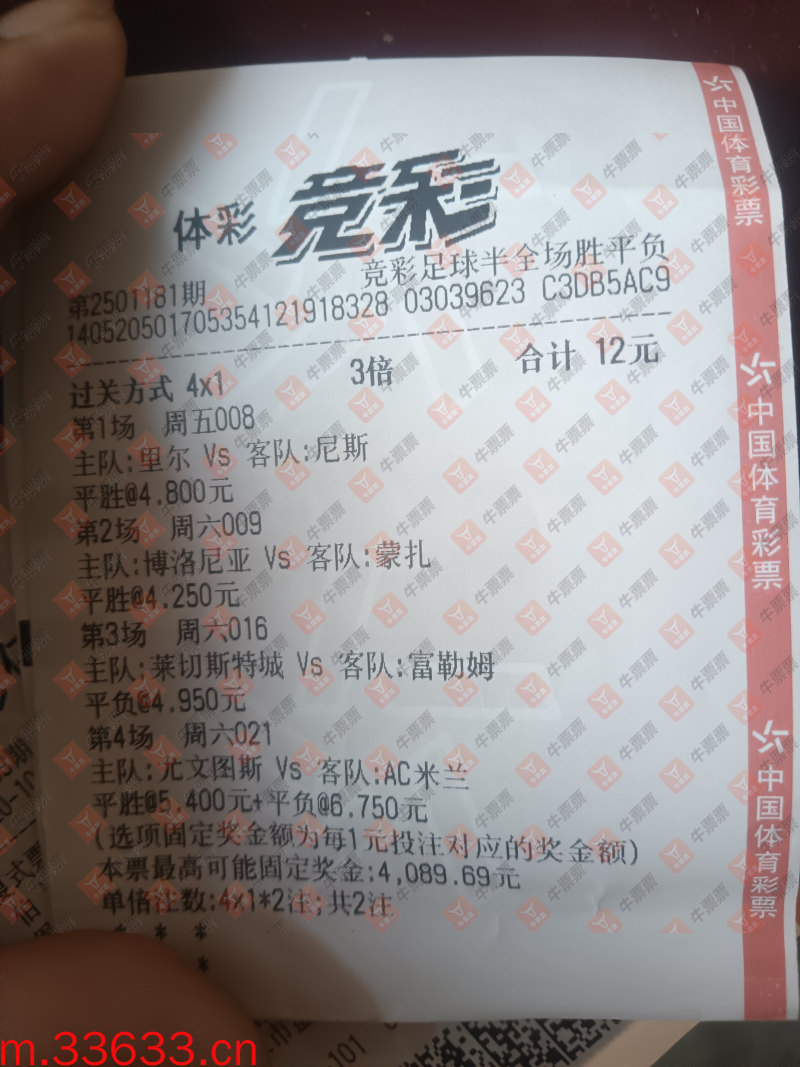 体彩 竞彩
竞彩足球半全场胜平负
第2501181期
140520501705354121918328 03039623 C3DB5AC9
过关方式 4x1 3倍 合计 12元
第1场 周五008
主队:里尔 Vs 客队:尼斯
平胜@4.800元
第2场 周六009
主队:博洛尼亚 Vs 客队:蒙扎
平胜@4.250元
第3场 周六016
主队:莱切斯特城 Vs 客队:富勒姆
平负@4.950元
第4场 周六021
主队:尤文图斯 Vs 客队:AC米兰
平胜@5.400元+平负@6.750元
(选项固定奖金额为每1元投注对应的奖金额)
本票最高可能固定奖金:4,089.69元
单倍注数:4x1*2注;共2注
* * *
*
中国体育彩票
中国体育彩票
中国体育彩票
牛票票
101
m.33633.cn